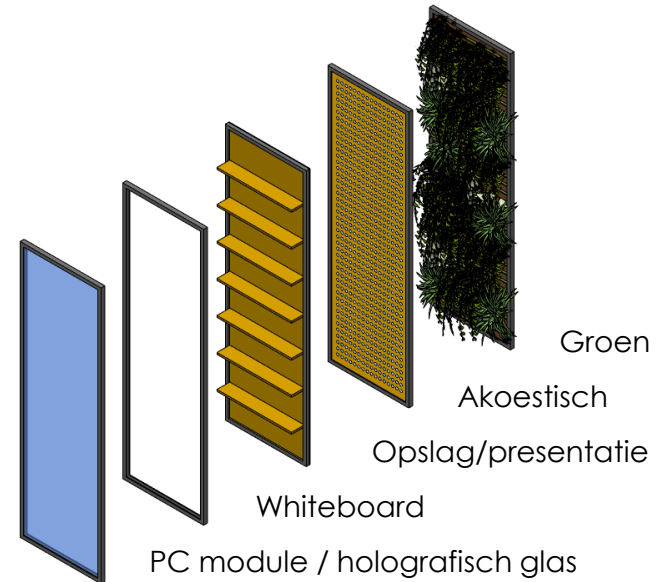 Groen
Akoestisch
Opslag/presentatie
Whiteboard
PC module / holografisch glas